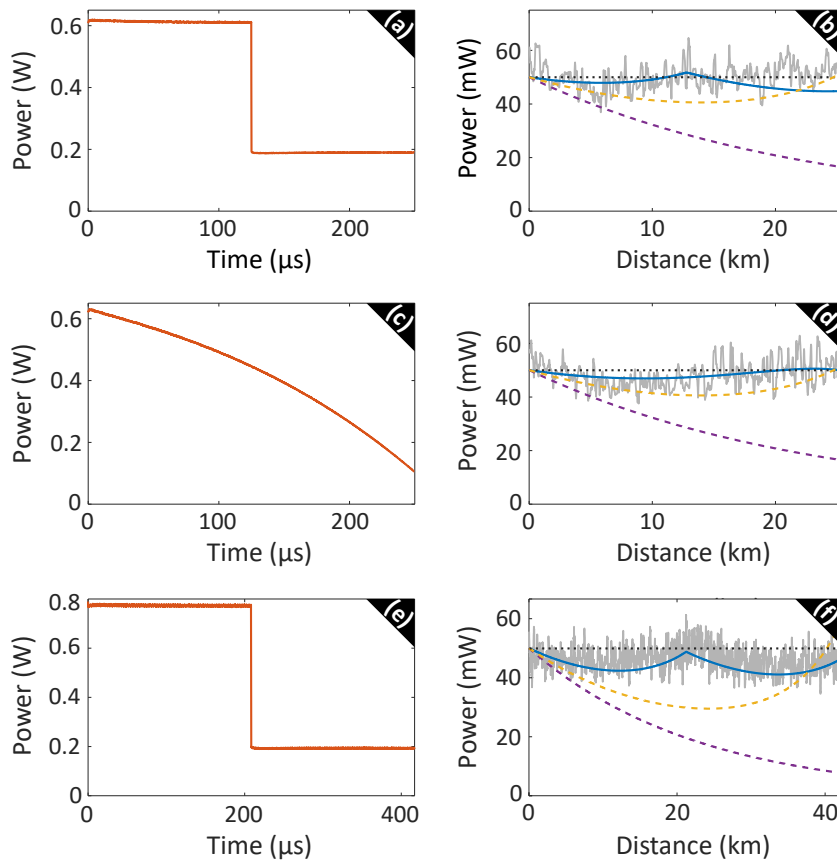 (a)
0.6
0.4
0.2
0
Power (W)
0 100 200
Time (µs)
(b)
60
40
20
0
Power (mW)
0 10 20
Distance (km)
(c)
0.6
0.4
0.2
0
Power (W)
0 100 200
Time (µs)
(d)
60
40
20
0
Power (mW)
0 10 20
Distance (km)
(e)
0.8
0.6
0.4
0.2
0
Power (W)
0 200 400
Time (µs)
(f)
60
40
20
0
Power (mW)
0 20 40
Distance (km)